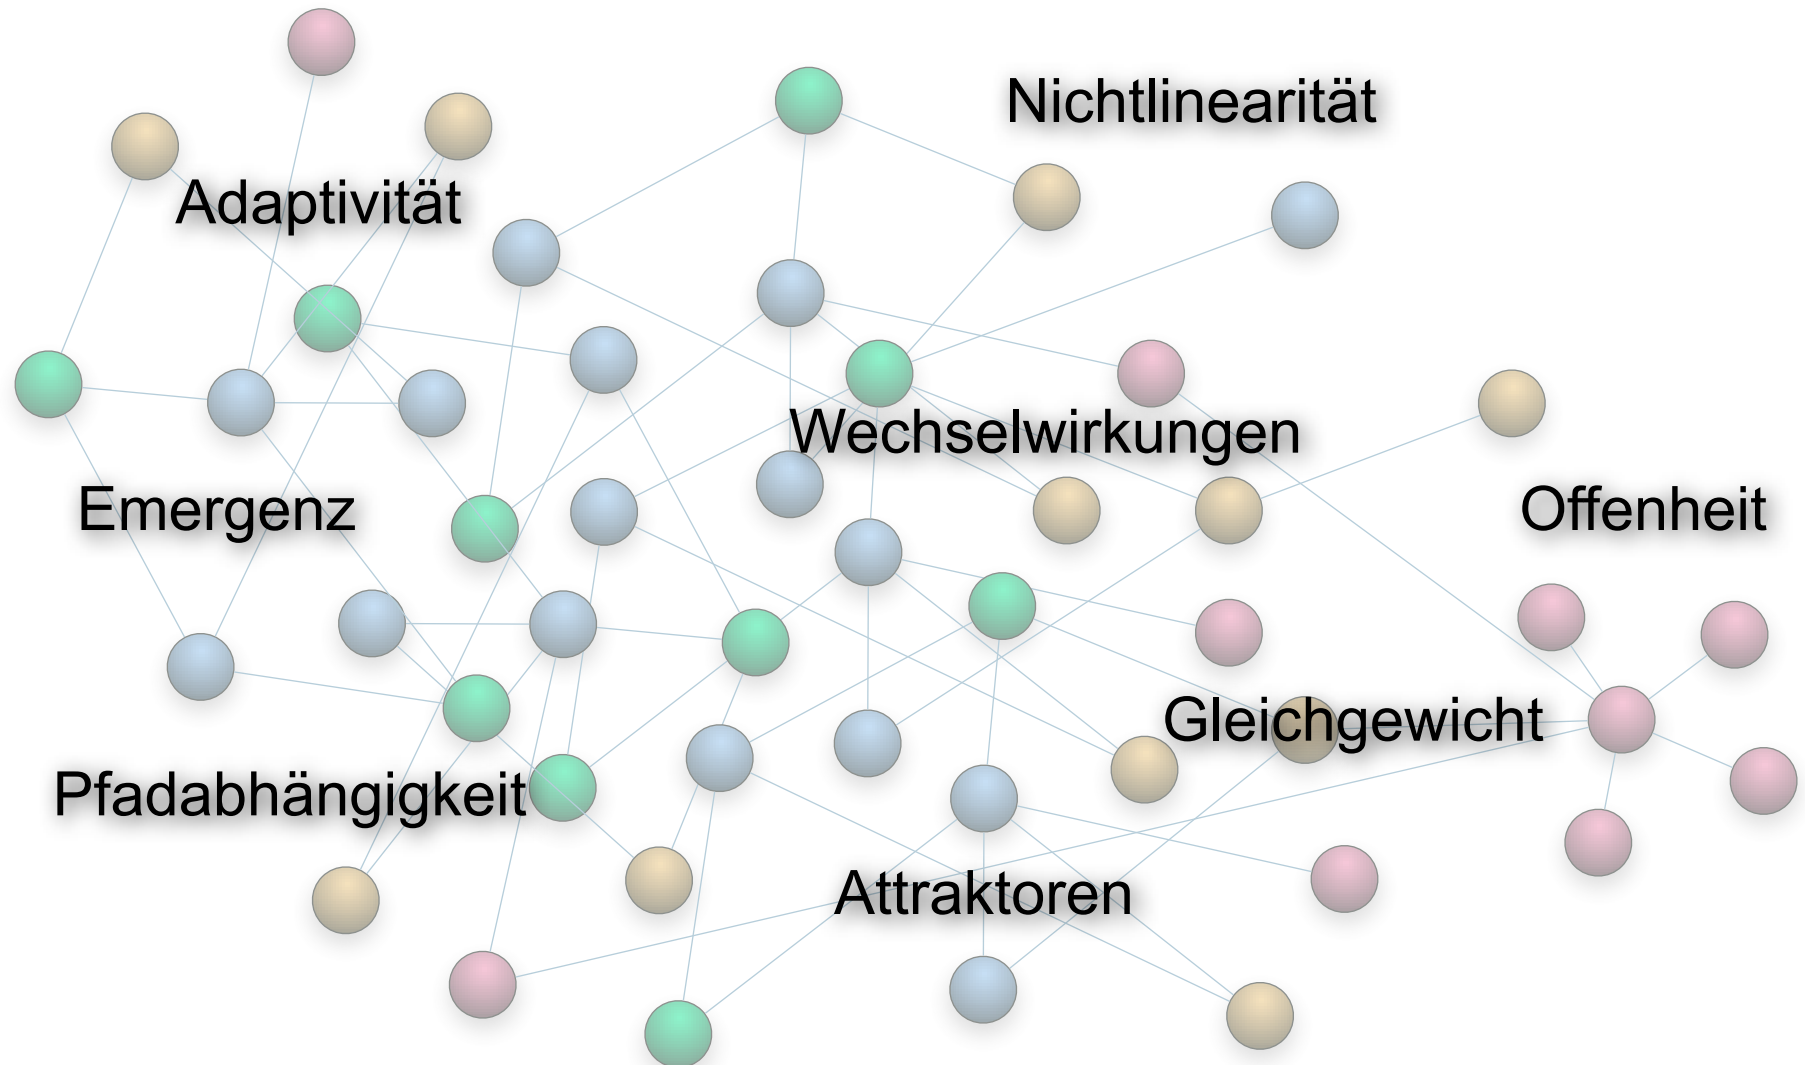 Nichtlinearität
Adaptivität
Wechselwirkungen
Emergenz
Offenheit
Gleichgewicht
Pfadabhängigkeit
Attraktoren